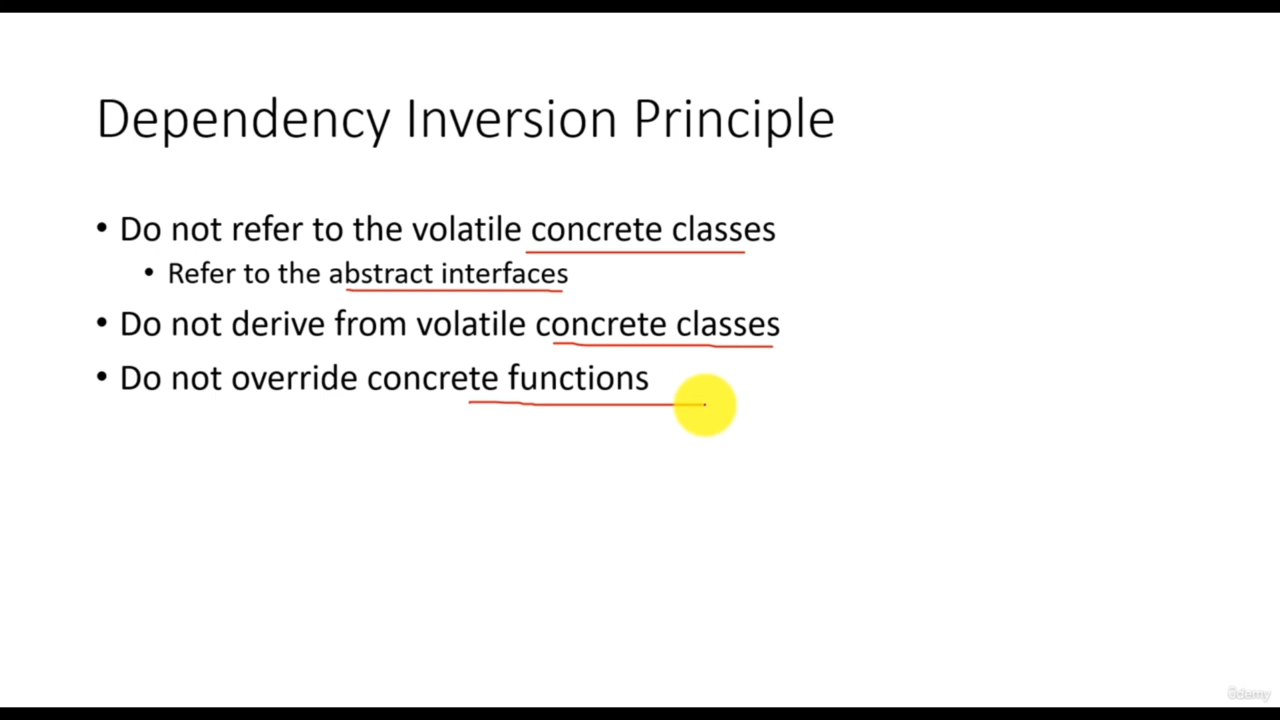 Dependency Inversion Principle
• Do not refer to the volatile concrete classes
• Refer to the abstract interfaces
• Do not derive from volatile concrete classes
• Do not override concrete functions
ûdemy